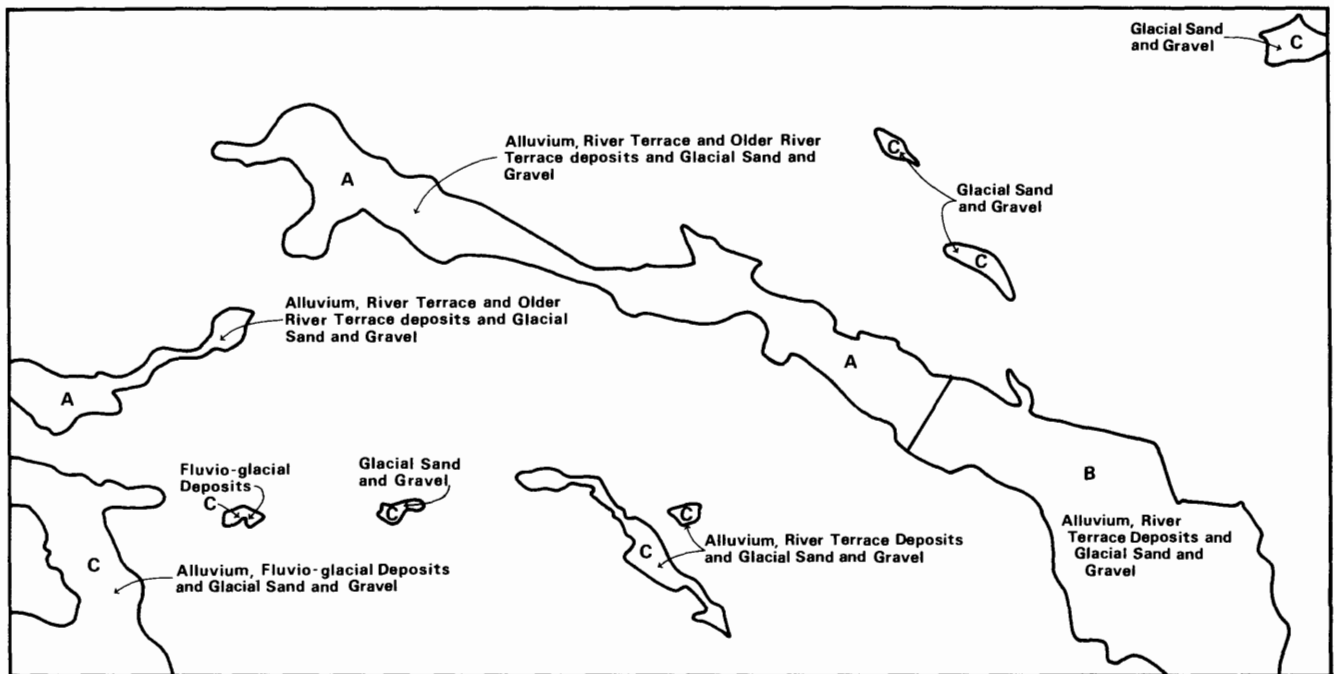 Glacial Sand
and Gravel
C
Alluvium, River Terrace and Older River
Terrace deposits and Glacial Sand and
Gravel
A
C
Glacial Sand
and Gravel
C
Alluvium, River Terrace and Older
River Terrace deposits and Glacial
Sand and Gravel
A
A
B
Fluvio-glacial
Deposits
C
Glacial Sand
and Gravel
C
C
C
Alluvium, River Terrace Deposits
and Glacial Sand and Gravel
Alluvium, River
Terrace Deposits and
Glacial Sand and
Gravel
C
Alluvium, Fluvio-glacial Deposits
and Glacial Sand and Gravel